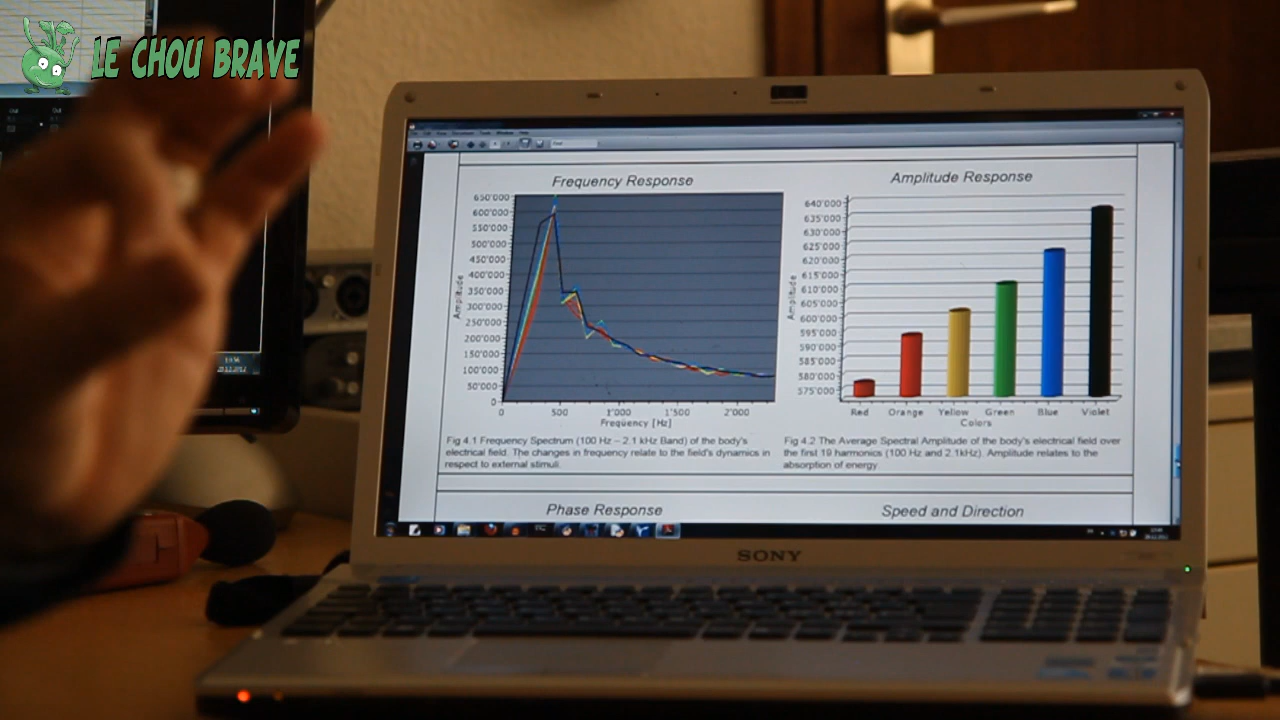 LE CHOU BRAVE
Window
Find
Frequency Response
Amplitude Response
650'000
600'000
550'000
500'000
450'000
400'000
350'000
300'000
250'000
200'000
150'000
100'000
50'000
0
Amplitude
0
500
1'000
1'500
2'000
Frequency [Hz]
640'000
635'000
630'000
625'000
620'000
615'000
610'000
605'000
600'000
595'000
590'000
585'000
580'000
575'000
Amplitude
Red
Orange
Yellow
Green
Blue
Violet
Colors
Fig 4.1 Frequency Spectrum (100 Hz – 2.1 kHz Band) of the body's
electrical field. The changes in frequency relate to the field's dynamics in
respect to external stimuli.
Fig 4.2 The Average Spectral Amplitude of the body's electrical field over
the first 19 harmonics (100 Hz and 2.1kHz). Amplitude relates to the
absorption of energy
Phase Response
Speed and Direction
SONY